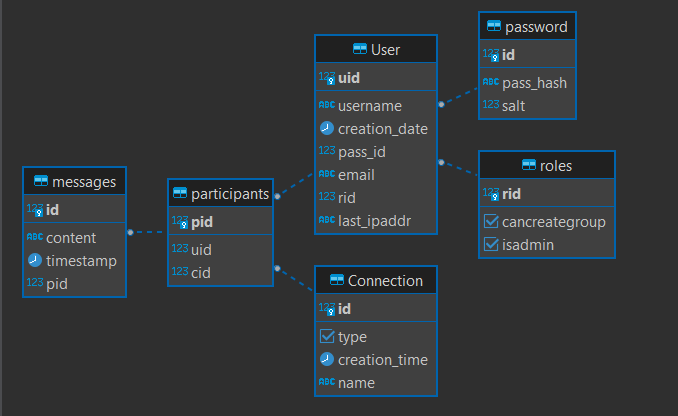 messages
123 id
ABC content
timestamp
123 pid
participants
123 pid
123 uid
123 cid
User
123 uid
ABC username
creation_date
123 pass_id
ABC email
123 rid
ABC last_ipaddr
Connection
123 id
type
creation_time
ABC name
password
123 id
ABC pass_hash
123 salt
roles
123 rid
cancreategroup
isadmin